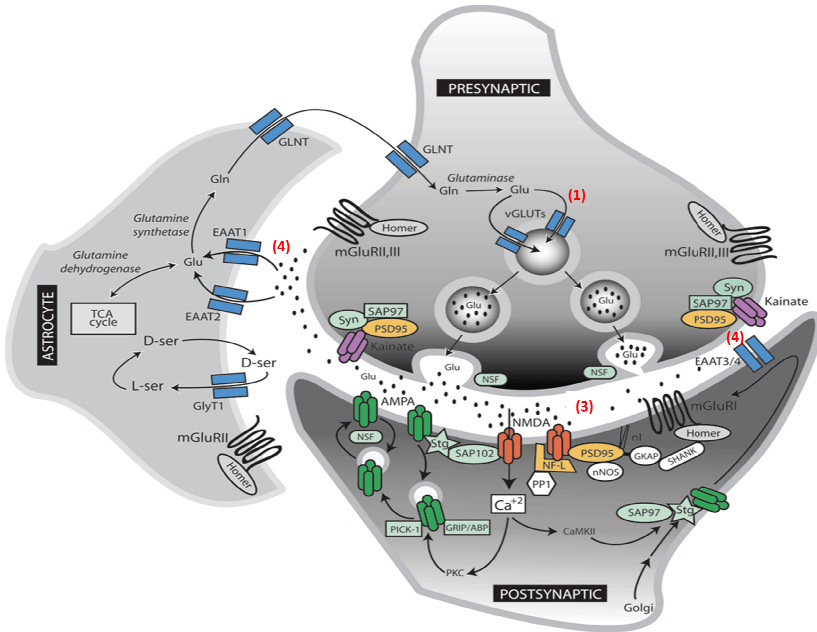 PRESYNAPTIC
GLNT
GLNT
Glutaminase
Gln
Glu
(1)
vGLUTs
Gln
Glutamine
synthetase
EAAT1
(4)
Glu
Glutamine
dehydrogenase
EAAT2
TCA
cycle
ASTROCYTE
D-ser
D-ser
L-ser
GlyT1
mGluRII
Homer
Homer
mGluRII,III
Homer
mGluRII,III
Glu
Glu
Syn
SAP97
PSD95
Kainate
Syn
SAP97
PSD95
Kainate
(4)
EAAT3/4
Glu
Glu
Glu
NSF
NSF
AMPA
(3)
NMDA
mGluRI
Homer
NSF
Stg
SAP102
PSD95
nl
NF-L
nNOS
GKAP
SHANK
PP1
Ca+2
PICK-1
GRIP/ABP
CaMKII
SAP97
Stg
PKC
POSTSYNAPTIC
Golgi